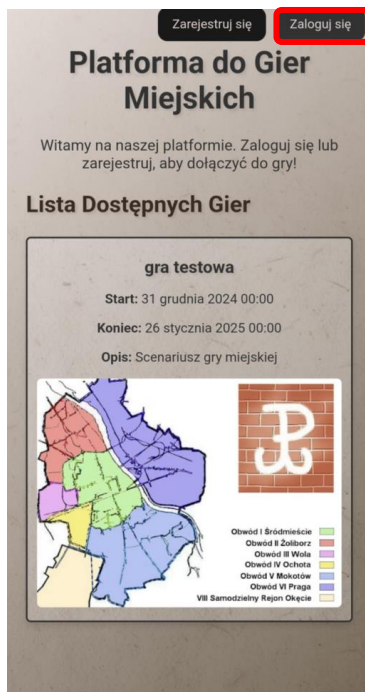 Zarejestruj się
Zaloguj się
Platforma do Gier
Miejskich
Witamy na naszej platformie. Zaloguj się lub
zarejestruj, aby dołączyć do gry!
Lista Dostępnych Gier
gra testowa
Start: 31 grudnia 2024 00:00
Koniec: 26 stycznia 2025 00:00
Opis: Scenariusz gry miejskiej
Obwód I Śródmieście
Obwód II Żoliborz
Obwód III Wola
Obwód IV Ochota
Obwód V Mokotów
Obwód VI Praga
VIII Samodzielny Rejon Okęcie